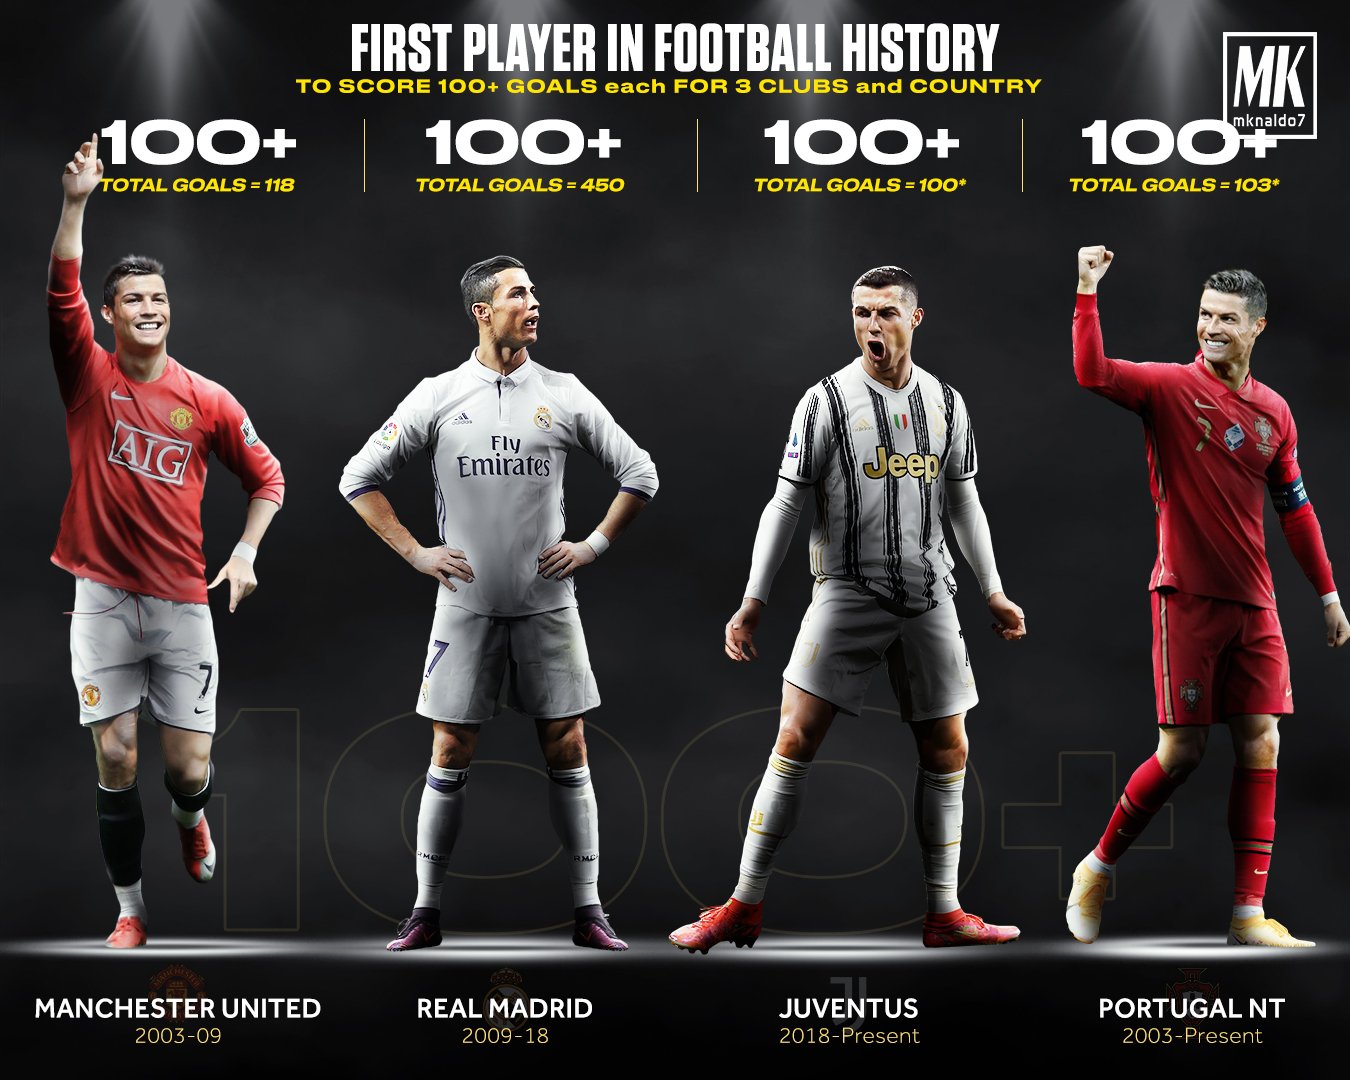 FIRST PLAYER IN FOOTBALL HISTORY
TO SCORE 100+ GOALS each FOR 3 CLUBS and COUNTRY
MK
mknaldo7
100+
TOTAL GOALS = 118
100+
TOTAL GOALS = 450
100+
TOTAL GOALS = 100*
100+
TOTAL GOALS = 103*
AIG
7
adidas
Fly
Emirates
7
Jeep
7
100+
MANCHESTER UNITED
2003-09
REAL MADRID
2009-18
JUVENTUS
2018-Present
PORTUGAL NT
2003-Present